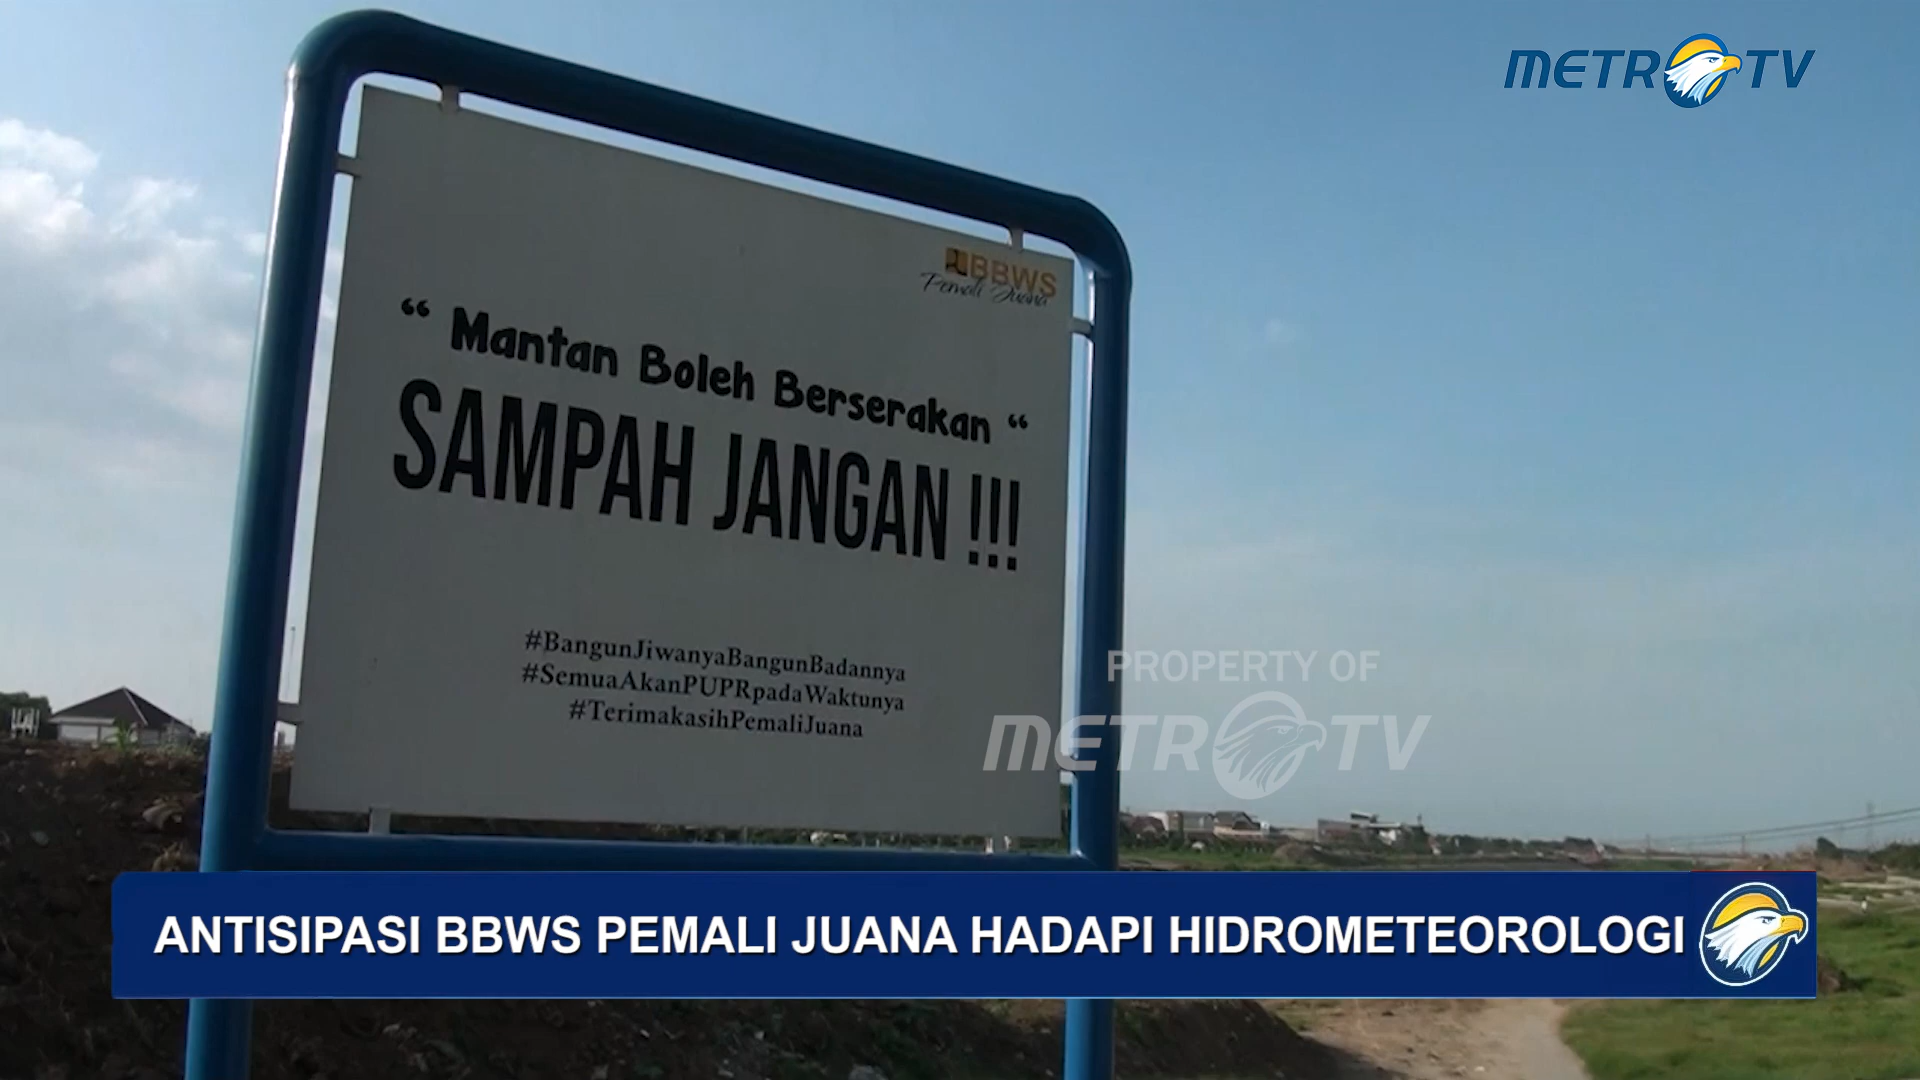 METRO TV
BBWS
Pemali Juana
“ Mantan Boleh Berserakan “
SAMPAH JANGAN !!!
#BangunJiwanyaBangunBadannya
#SemuaAkanPUPRpadaWaktunya
#TerimakasihPemaliJuana
PROPERTY OF
METRO TV
ANTISIPASI BBWS PEMALI JUANA HADAPI HIDROMETEOROLOGI